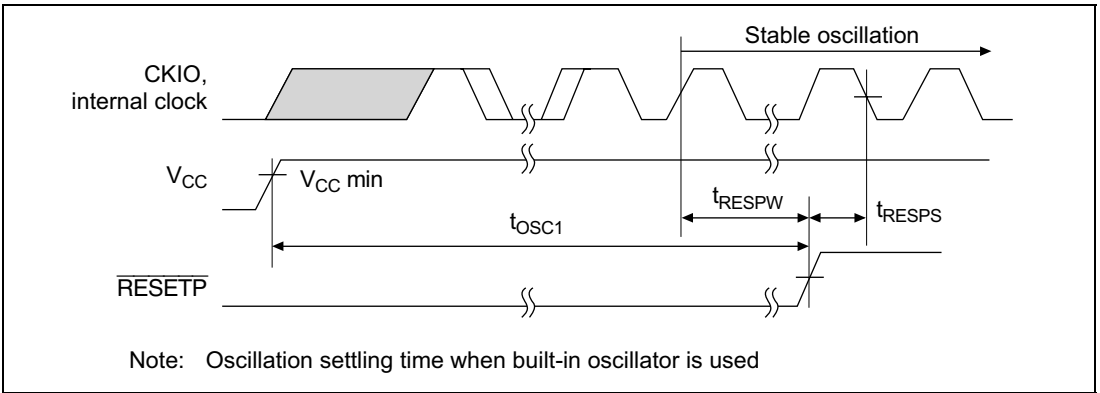 Stable oscillation
CKIO,
internal clock
VCC
VCC min
tRESPW
tRESPS
tOSC1
RESETP
Note: Oscillation settling time when built-in oscillator is used